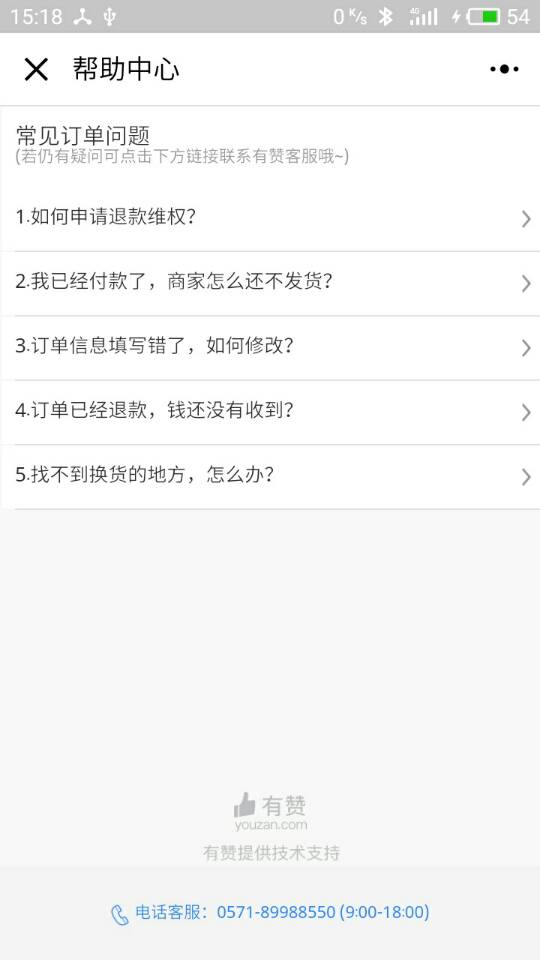 15:18 0 K/s 4G 54
帮助中心
常见订单问题
(若仍有疑问可点击下方链接联系有赞客服哦~)
1.如何申请退款维权?
2.我已经付款了，商家怎么还不发货?
3.订单信息填写错了，如何修改?
4.订单已经退款，钱还没有收到?
5.找不到换货的地方，怎么办?
有赞
youzan.com
有赞提供技术支持
电话客服：0571-89988550 (9:00-18:00)